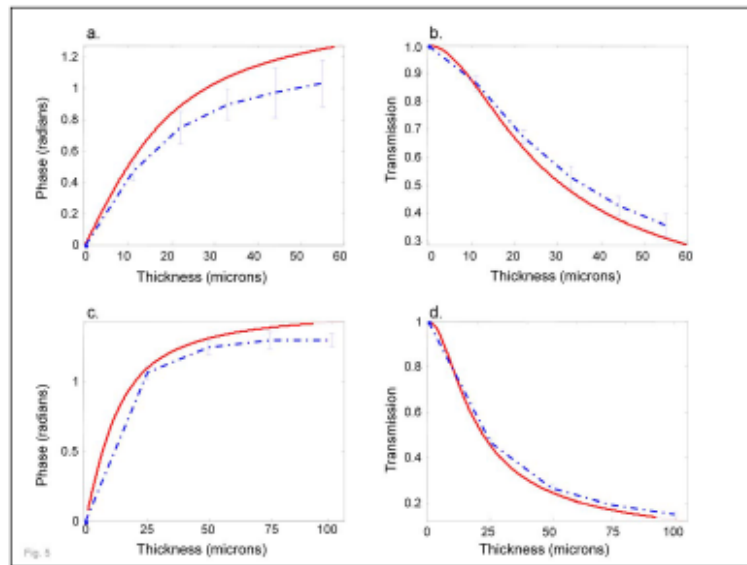 a.
Phase (radians)
1.2
1
0.8
0.6
0.4
0.2
0
0 10 20 30 40 50 60
Thickness (microns)
b.
Transmission
1.0
0.9
0.8
0.7
0.6
0.5
0.4
0.3
0 10 20 30 40 50 60
Thickness (microns)
c.
Phase (radians)
1
0.5
0
0 25 50 75 100
Thickness (microns)
d.
Transmission
1
0.8
0.6
0.4
0.2
0 25 50 75 100
Thickness (microns)
Fig. 5